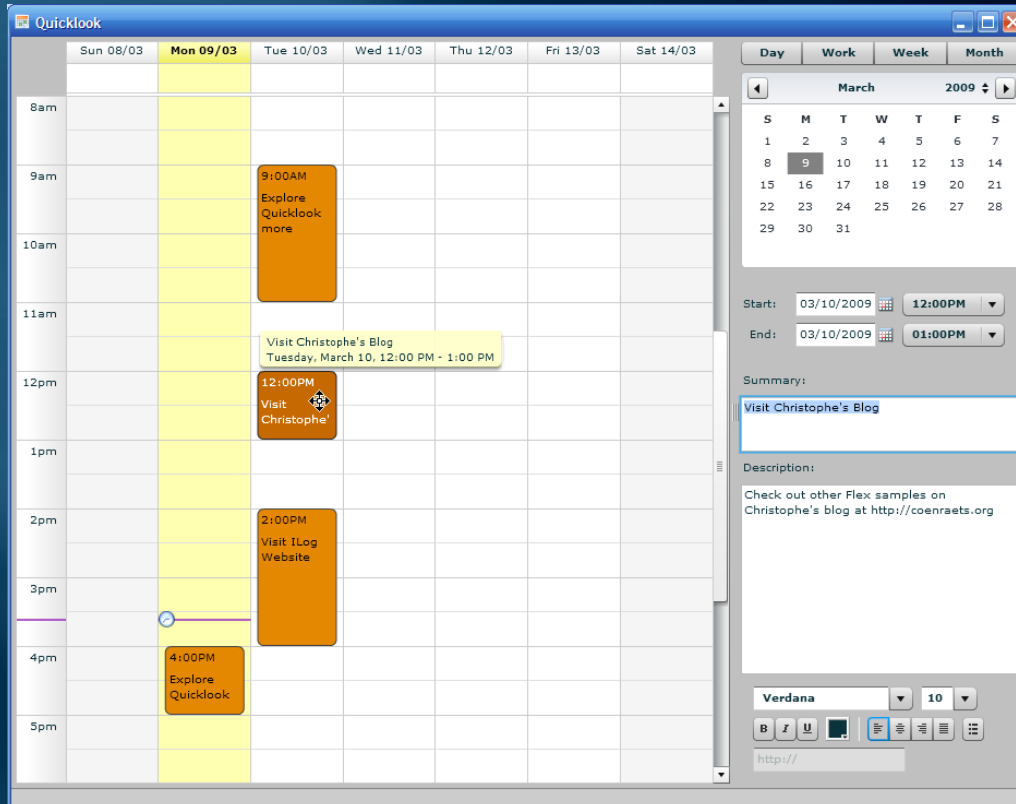 Quicklook
Sun 08/03 Mon 09/03 Tue 10/03 Wed 11/03 Thu 12/03 Fri 13/03 Sat 14/03
8am
9am
10am
11am
12pm
1pm
2pm
3pm
4pm
5pm
9:00AM
Explore
Quicklook
more
Visit Christophe's Blog
Tuesday, March 10, 12:00 PM - 1:00 PM
12:00PM
Visit
Christophe'
2:00PM
Visit ILog
Website
4:00PM
Explore
Quicklook
Day Work Week Month
March 2009
S M T W T F S
1 2 3 4 5 6 7
8 9 10 11 12 13 14
15 16 17 18 19 20 21
22 23 24 25 26 27 28
29 30 31
Start: 03/10/2009 12:00PM
End: 03/10/2009 01:00PM
Summary:
Visit Christophe's Blog
Description:
Check out other Flex samples on
Christophe's blog at http://coenraets.org
Verdana 10
B I U
http://